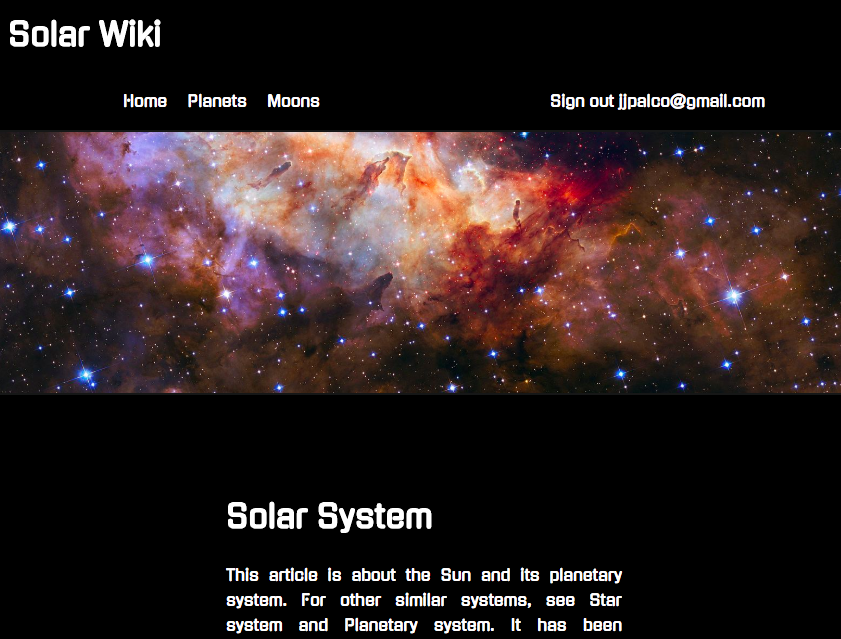 Solar Wiki
Home Planets Moons Sign out jjpalco@gmail.com
Solar System
This article is about the Sun and its planetary
system. For other similar systems, see Star
system and Planetary system. It has been